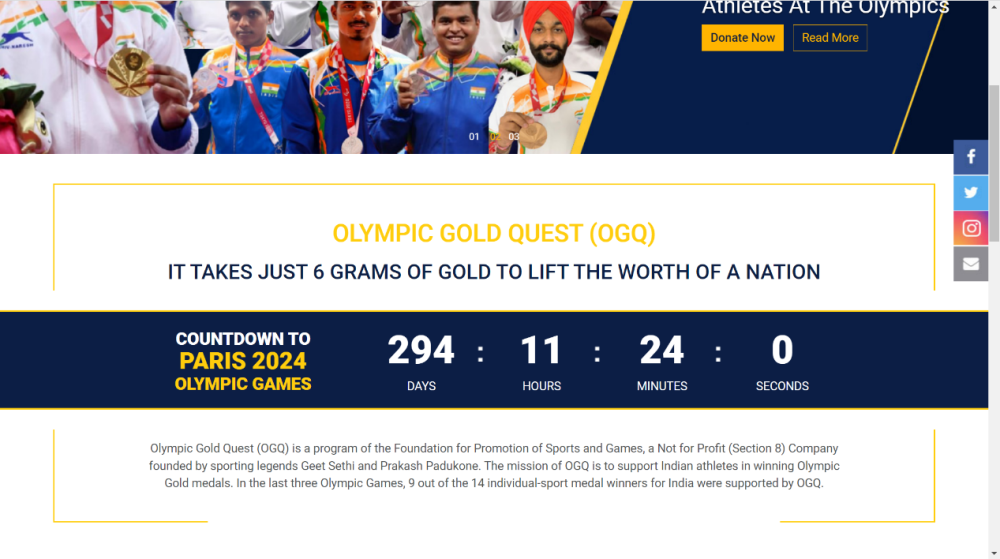 Athletes At The Olympics
Donate Now
Read More
01 02 03
OLYMPIC GOLD QUEST (OGQ)
IT TAKES JUST 6 GRAMS OF GOLD TO LIFT THE WORTH OF A NATION
COUNTDOWN TO
PARIS 2024
OLYMPIC GAMES
294 : 11 : 24 : 0
DAYS HOURS MINUTES SECONDS
Olympic Gold Quest (OGQ) is a program of the Foundation for Promotion of Sports and Games, a Not for Profit (Section 8) Company
founded by sporting legends Geet Sethi and Prakash Padukone. The mission of OGQ is to support Indian athletes in winning Olympic
Gold medals. In the last three Olympic Games, 9 out of the 14 individual-sport medal winners for India were supported by OGQ.